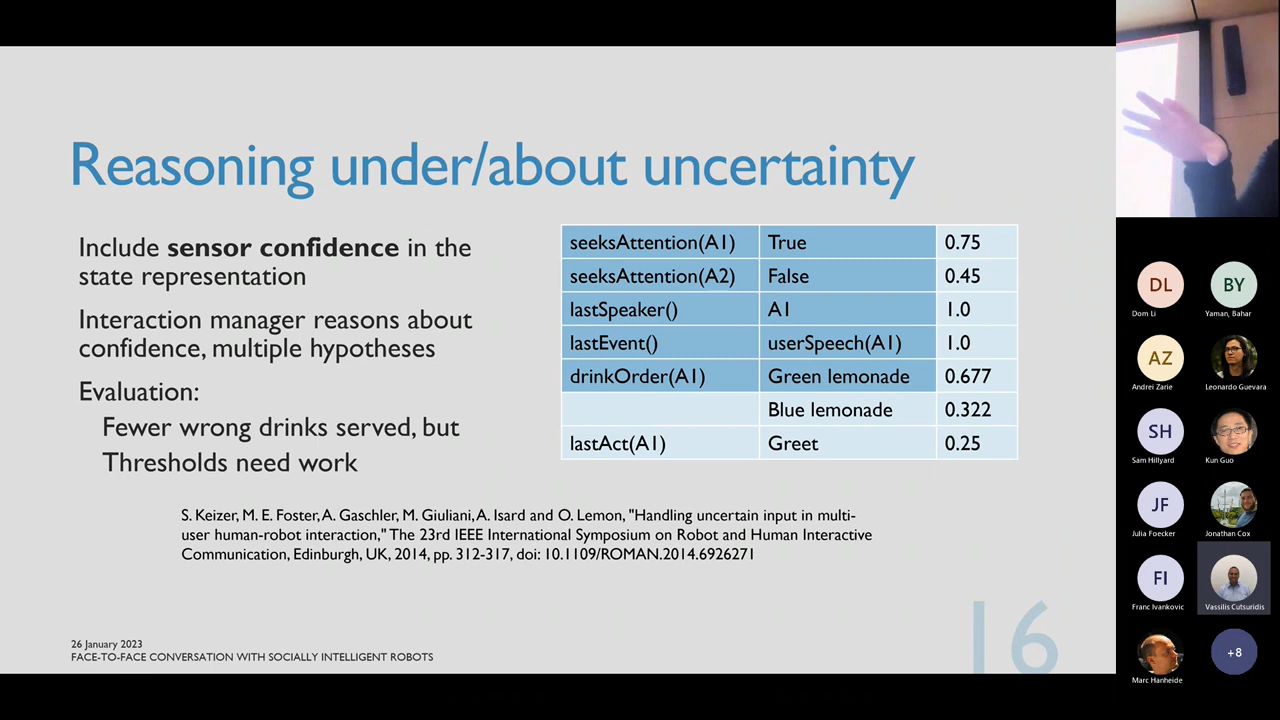 Reasoning under/about uncertainty
Include sensor confidence in the
state representation
Interaction manager reasons about
confidence, multiple hypotheses
Evaluation:
Fewer wrong drinks served, but
Thresholds need work
seeksAttention(A1) True 0.75
seeksAttention(A2) False 0.45
lastSpeaker() A1 1.0
lastEvent() userSpeech(A1) 1.0
drinkOrder(A1) Green lemonade 0.677
Blue lemonade 0.322
lastAct(A1) Greet 0.25
S. Keizer, M. E. Foster, A. Gaschler, M. Giuliani, A. Isard and O. Lemon, "Handling uncertain input in multi-
user human-robot interaction," The 23rd IEEE International Symposium on Robot and Human Interactive
Communication, Edinburgh, UK, 2014, pp. 312-317, doi: 10.1109/ROMAN.2014.6926271
26 January 2023
FACE-TO-FACE CONVERSATION WITH SOCIALLY INTELLIGENT ROBOTS
16
DL BY
Dom Li Yaman, Bahar
AZ
Andrei Zarie Leonardo Guevara
SH
Sam Hillyard Kun Guo
JF
Julia Foecker Jonathan Cox
FI
Franc Ivankovic Vassilis Cutsuridis
+8
Marc Hanheide